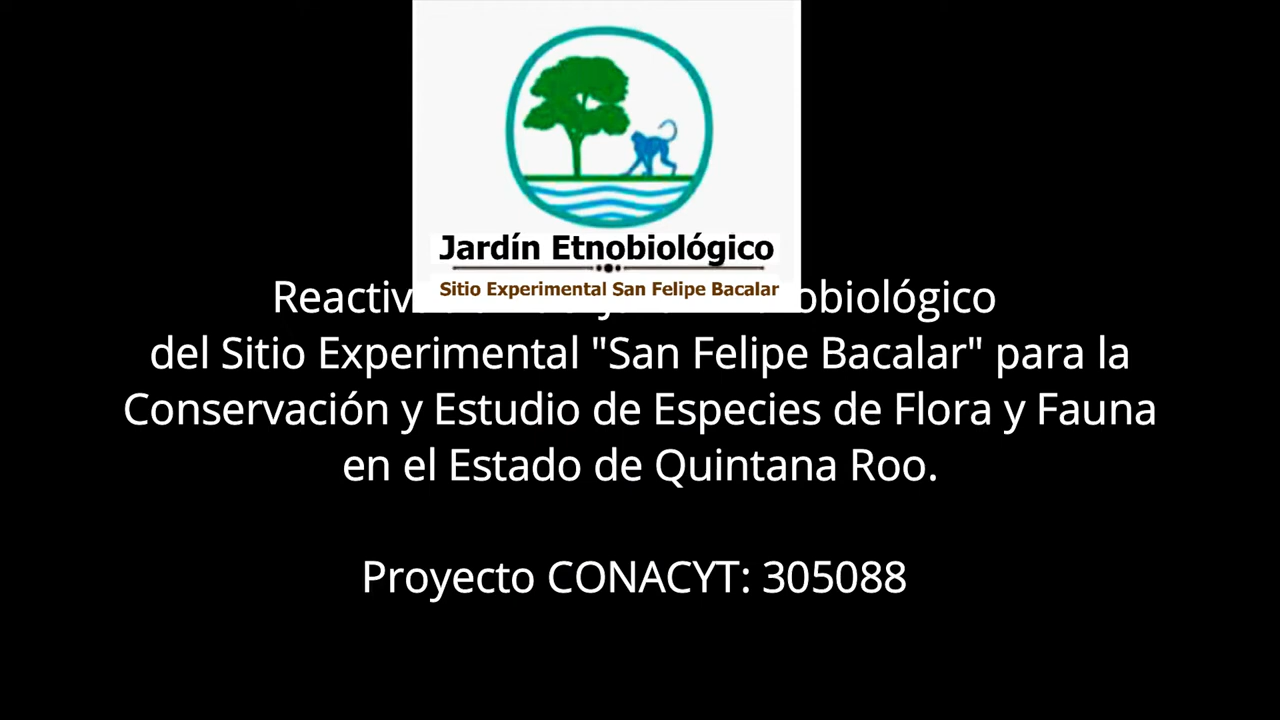 Jardín Etnobiológico
Sitio Experimental San Felipe Bacalar
obiológico
del Sitio Experimental "San Felipe Bacalar" para la
Conservación y Estudio de Especies de Flora y Fauna
en el Estado de Quintana Roo.
Proyecto CONACYT: 305088